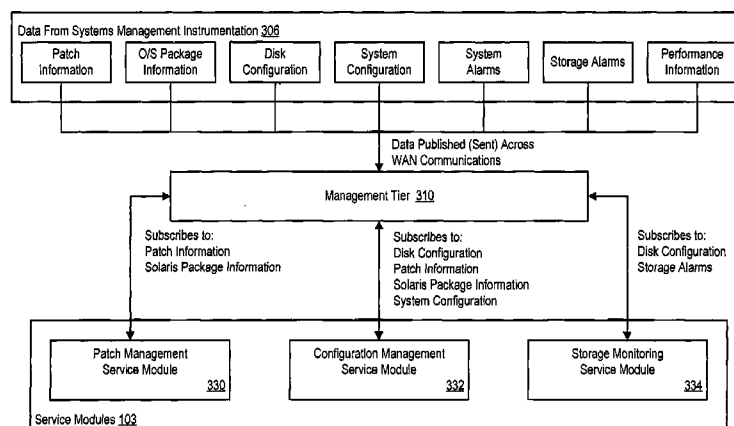 Data From Systems Management Instrumentation 306
Patch
Information
O/S Package
Information
Disk
Configuration
System
Configuration
System
Alarms
Storage Alarms
Performance
Information
Data Published (Sent) Across
WAN Communications
Management Tier 310
Subscribes to:
Patch Information
Solaris Package Information
Subscribes to:
Disk Configuration
Patch Information
Solaris Package Information
System Configuration
Subscribes to:
Disk Configuration
Storage Alarms
Patch Management
Service Module
330
Configuration Management
Service Module
332
Storage Monitoring
Service Module
334
Service Modules 103